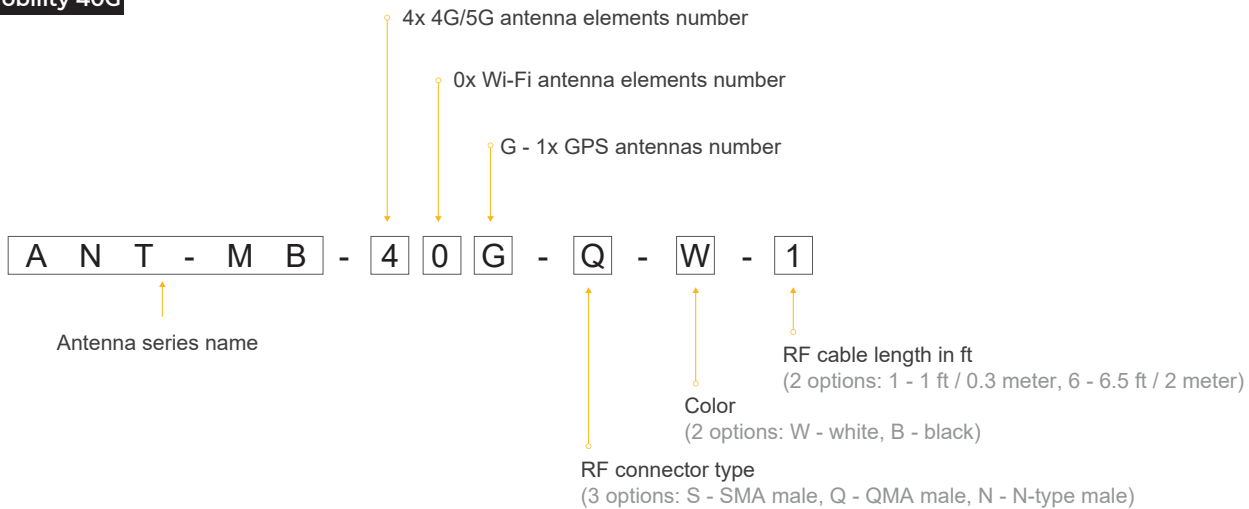 4x 4G/5G antenna elements number
0x Wi-Fi antenna elements number
G - 1x GPS antennas number
A N T - M B - 4 0 G - Q - W - 1
Antenna series name
RF cable length in ft
(2 options: 1 - 1 ft / 0.3 meter, 6 - 6.5 ft / 2 meter)
Color
(2 options: W - white, B - black)
RF connector type
(3 options: S - SMA male, Q - QMA male, N - N-type male)